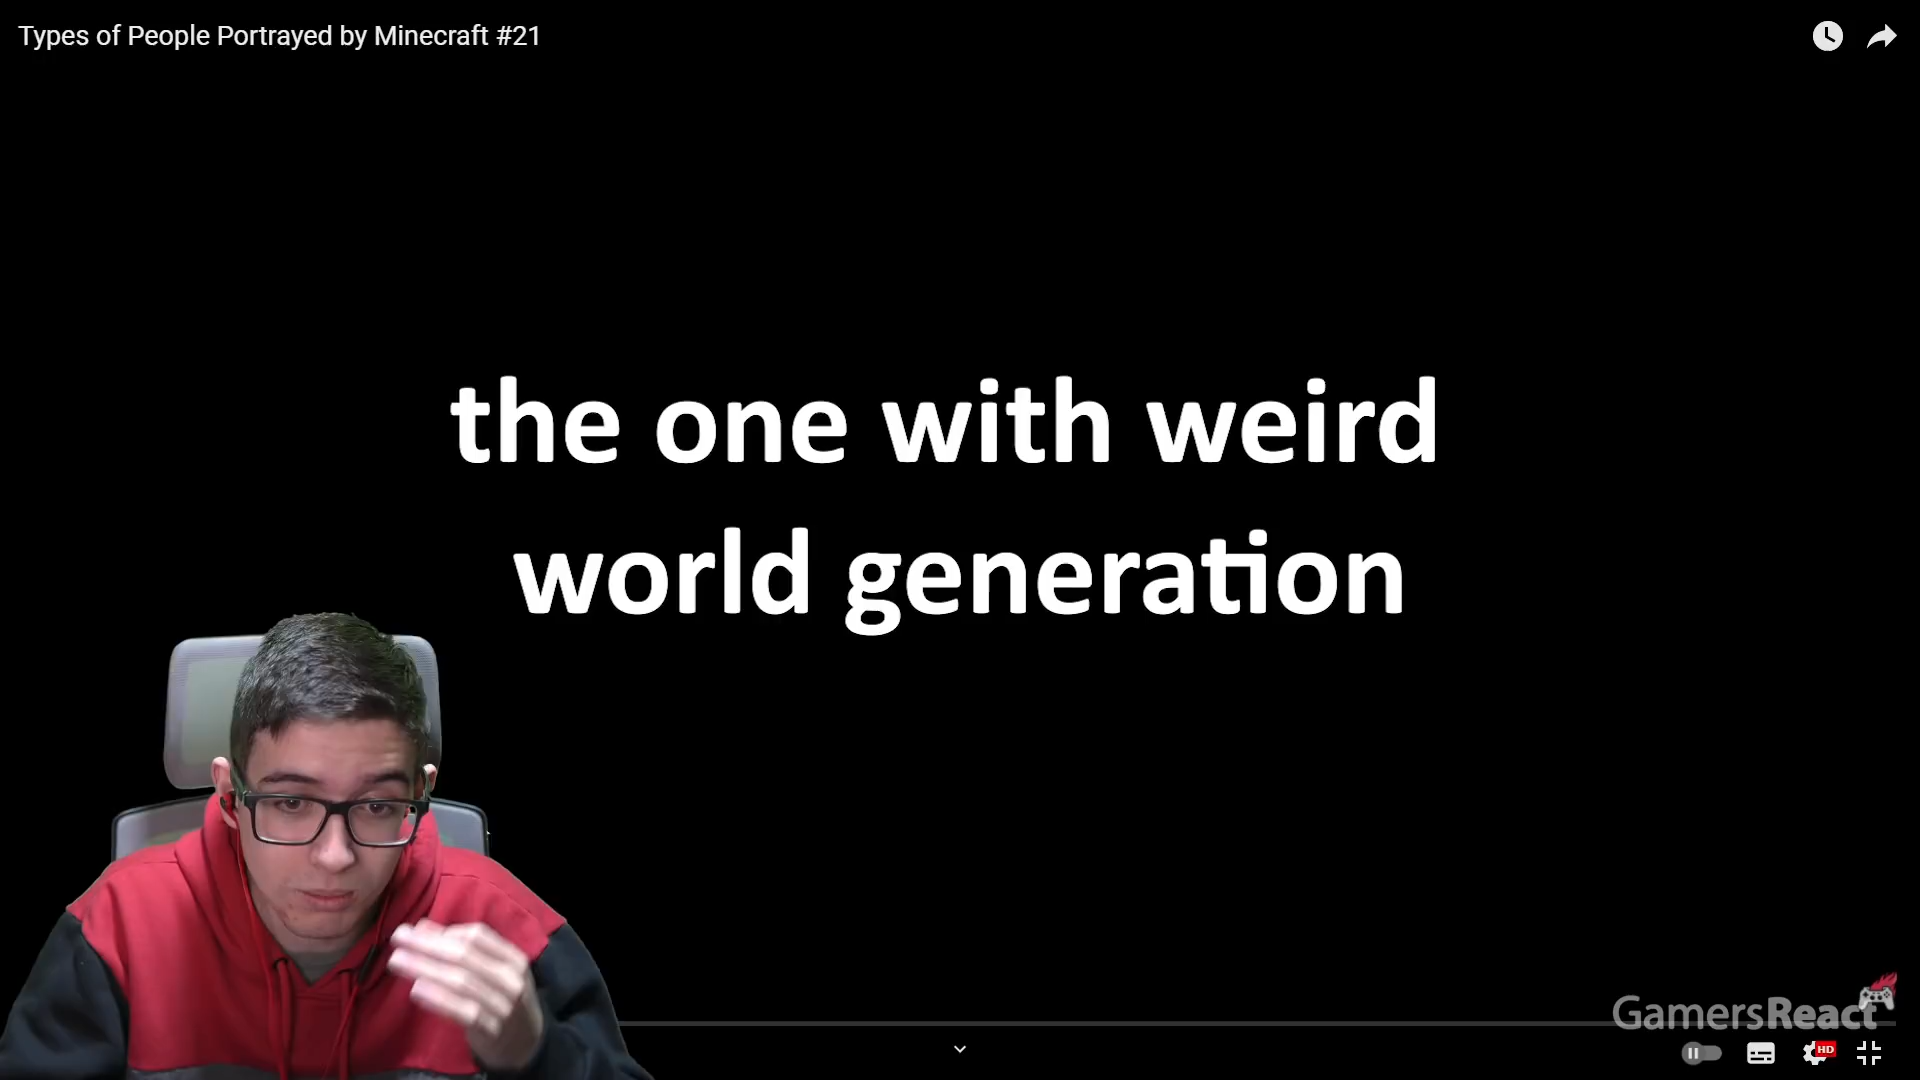 Types of People Portrayed by Minecraft #21
the one with weird
world generation
GamersReact
HD